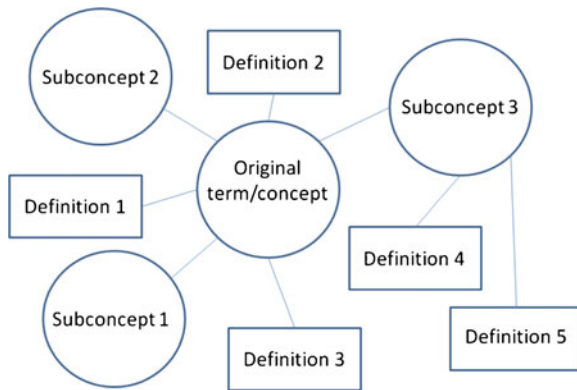 Subconcept 2
Definition 2
Subconcept 3
Original
term/concept
Definition 1
Definition 4
Subconcept 1
Definition 3
Definition 5